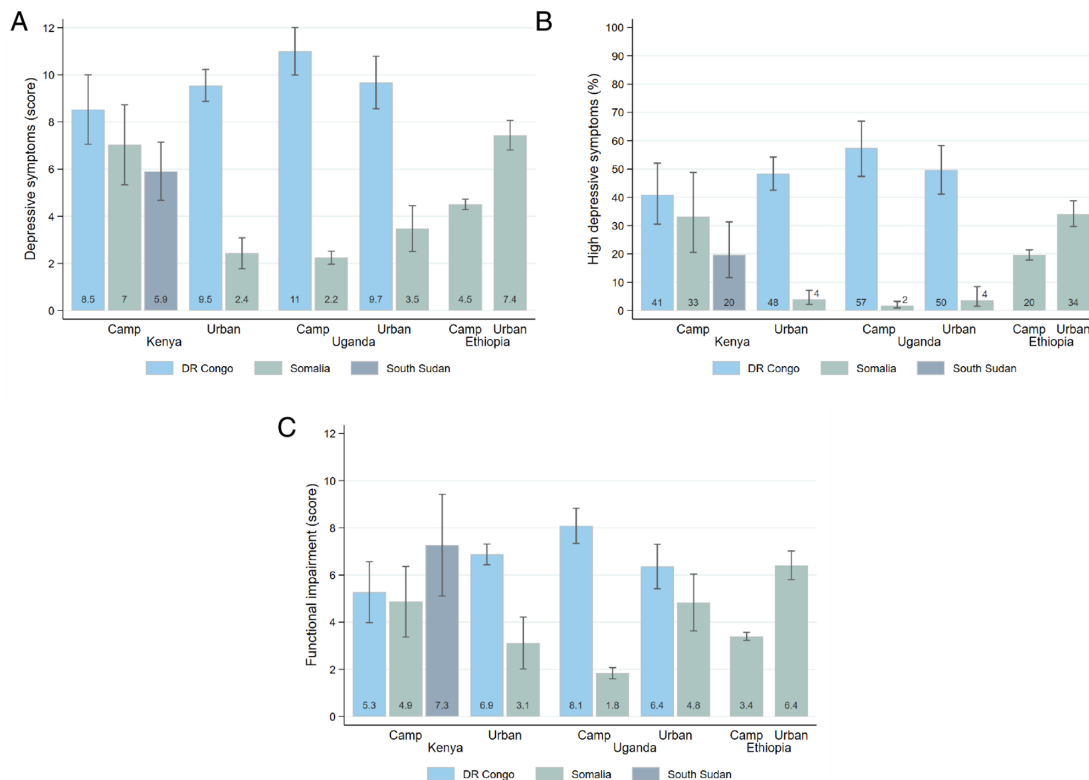 A
Depressive symptoms (score)
12
10
8
6
4
2
0
8.5 7 5.9 9.5 2.4 11 2.2 9.7 3.5 4.5 7.4
Camp Urban Camp Urban Camp Urban
Kenya Uganda Ethiopia
DR Congo Somalia South Sudan
B
High depressive symptoms (%)
100
90
80
70
60
50
40
30
20
10
0
41 33 20 48 4 57 2 50 4 20 34
Camp Urban Camp Urban Camp Urban
Kenya Uganda Ethiopia
DR Congo Somalia South Sudan
C
Functional impairment (score)
12
10
8
6
4
2
0
5.3 4.9 7.3 6.9 3.1 8.1 1.8 6.4 4.8 3.4 6.4
Camp Urban Camp Urban Camp Urban
Kenya Uganda Ethiopia
DR Congo Somalia South Sudan